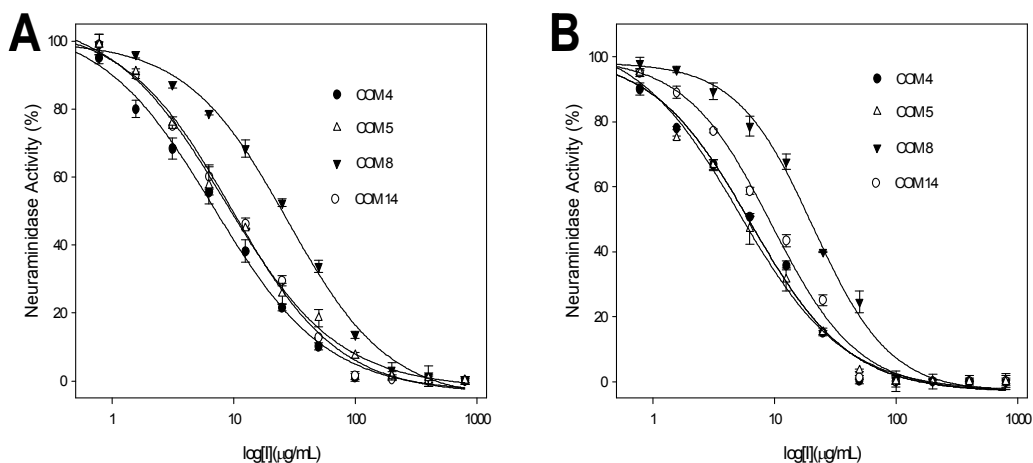 A
Neuraminidase Activity (%)
100
80
60
40
20
0
COM4
COM5
COM8
COM14
1
10
100
1000
log[I](μg/mL)
B
Neuraminidase Activity (%)
100
80
60
40
20
0
COM4
COM5
COM8
COM14
1
10
100
1000
log[I](μg/mL)